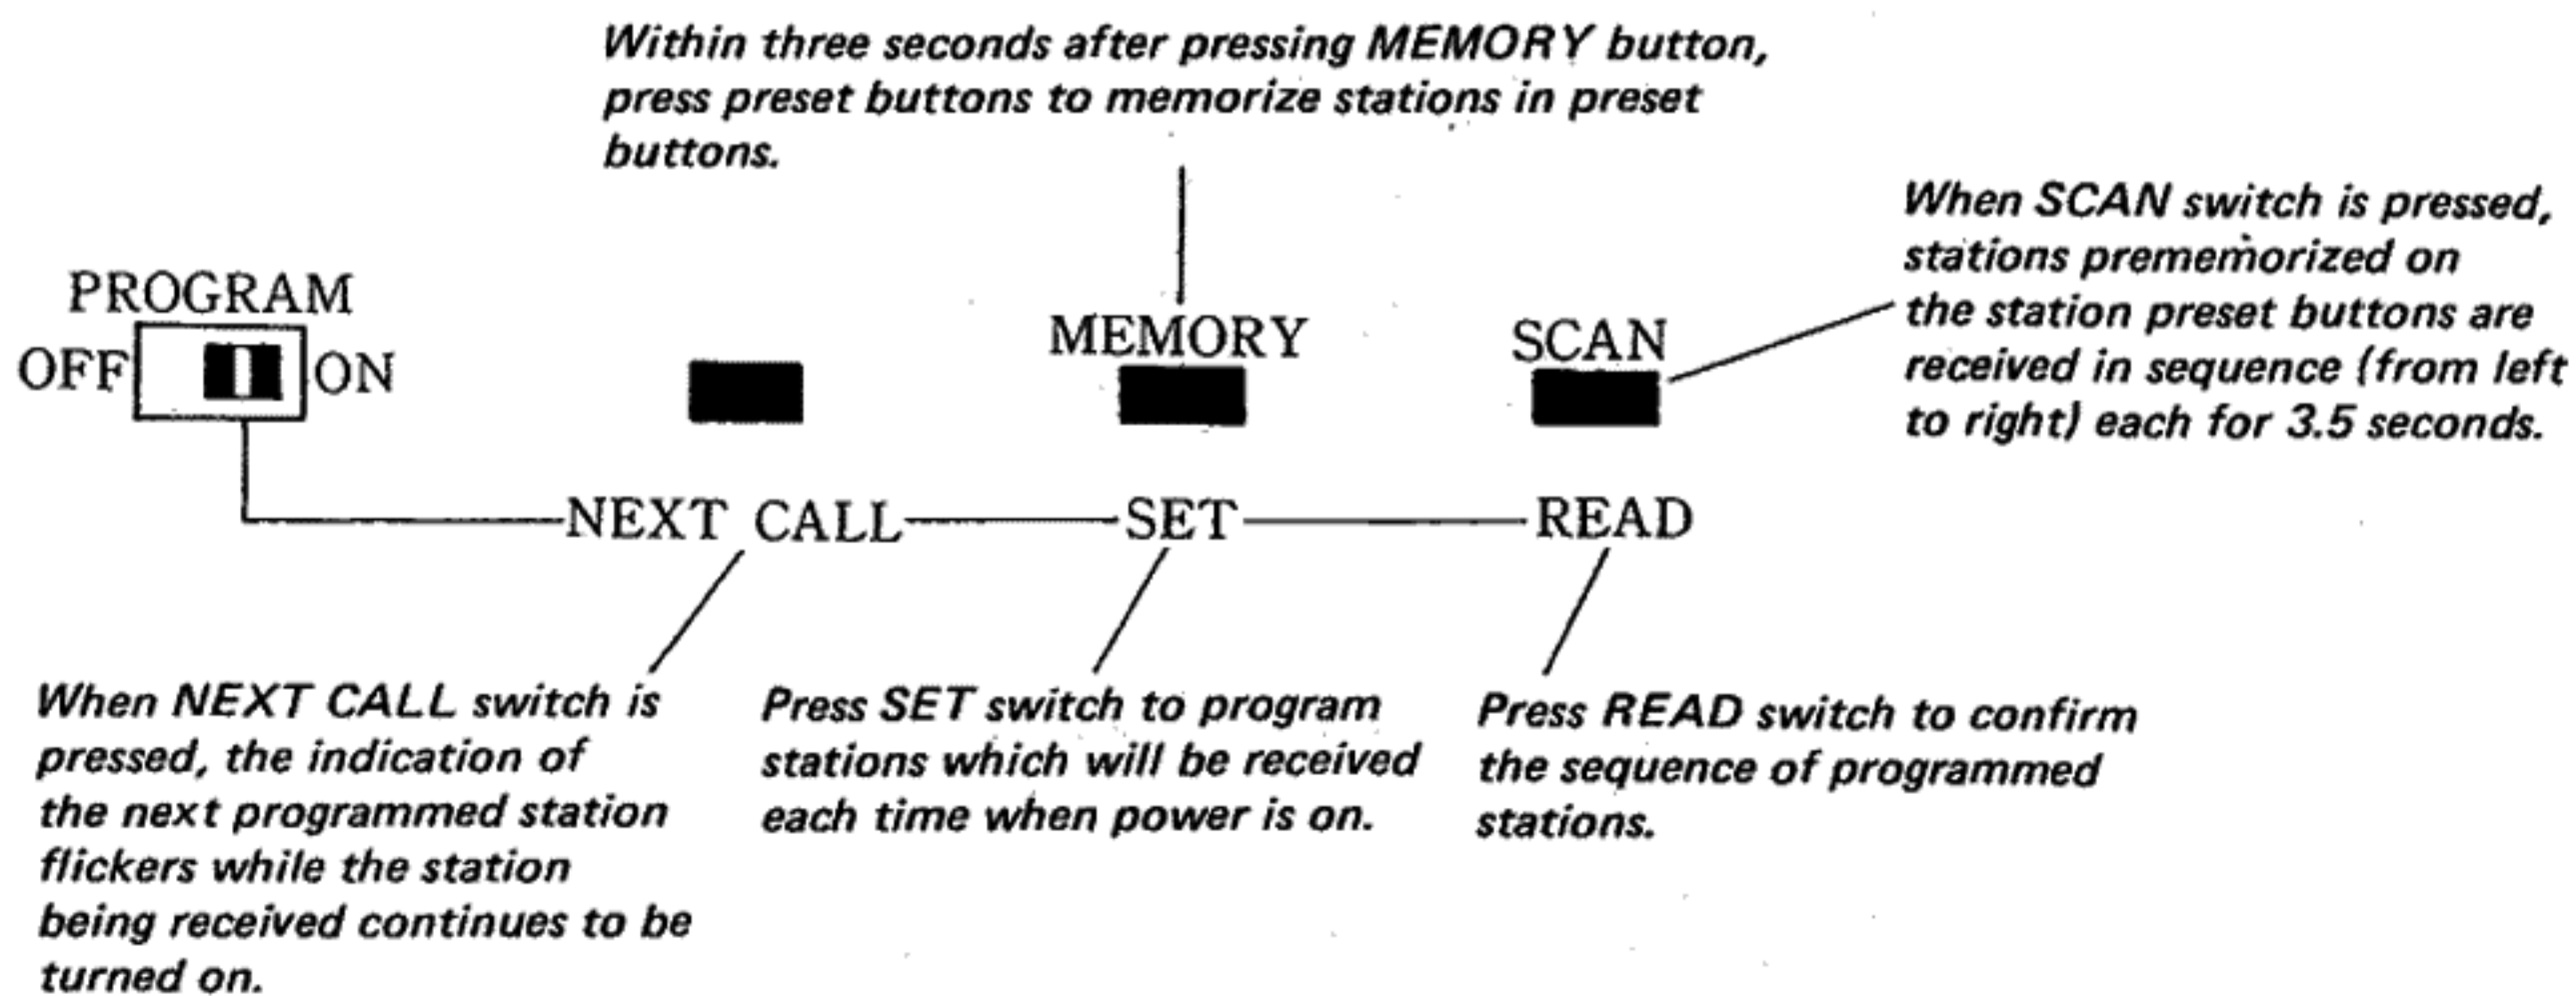 Within three seconds after pressing MEMORY button,
press preset buttons to memorize stations in preset
buttons.
When SCAN switch is pressed,
stations prememorized on
the station preset buttons are
received in sequence (from left
to right) each for 3.5 seconds.
PROGRAM
OFF ON
MEMORY
SCAN
NEXT CALL SET READ
When NEXT CALL switch is
pressed, the indication of
the next programmed station
flickers while the station
being received continues to be
turned on.
Press SET switch to program
stations which will be received
each time when power is on.
Press READ switch to confirm
the sequence of programmed
stations.